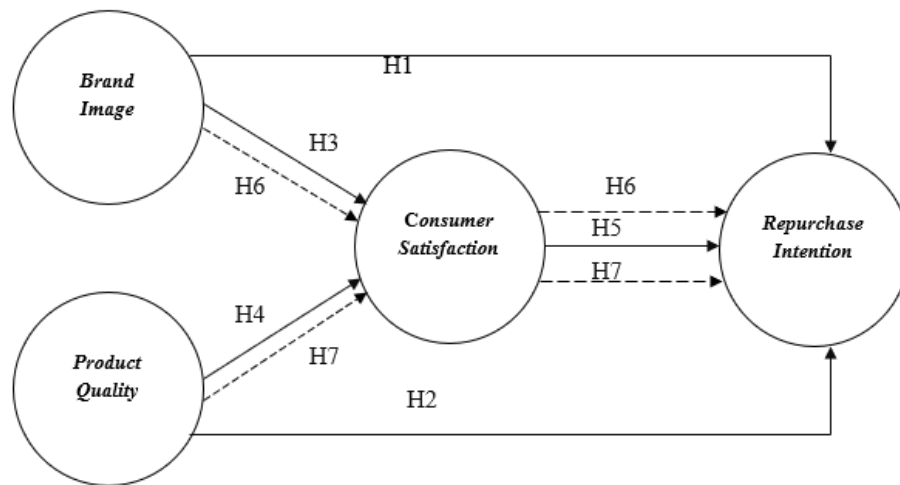 Brand
Image
H1
H3
H6
Consumer
Satisfaction
H6
H5
H7
Repurchase
Intention
H4
H7
Product
Quality
H2